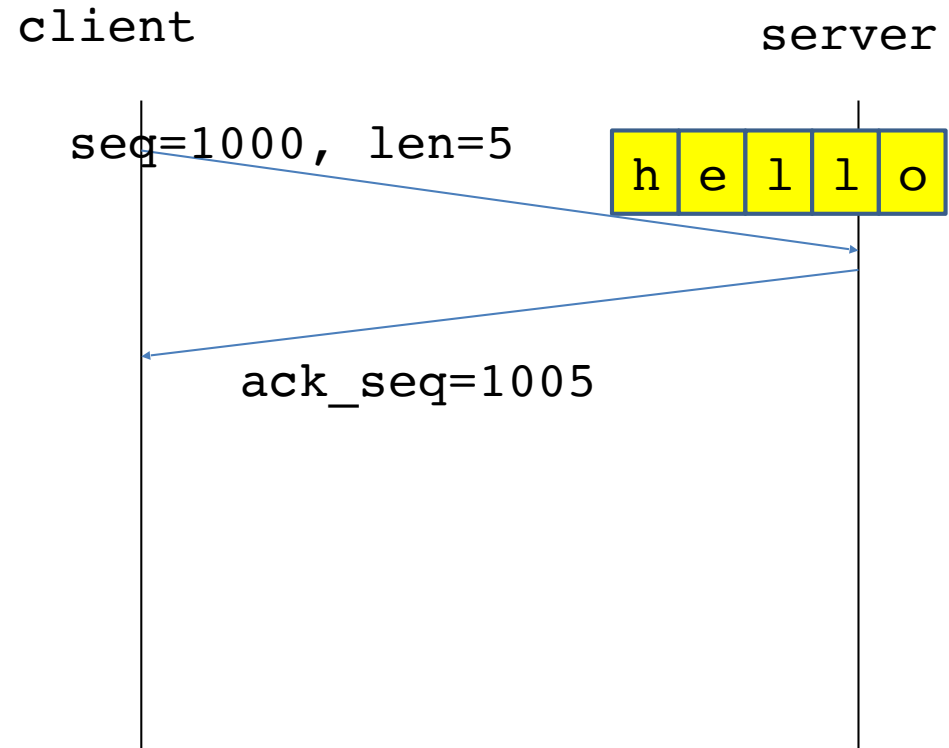 client
server
seq=1000, len=5
h e l l o
ack_seq=1005